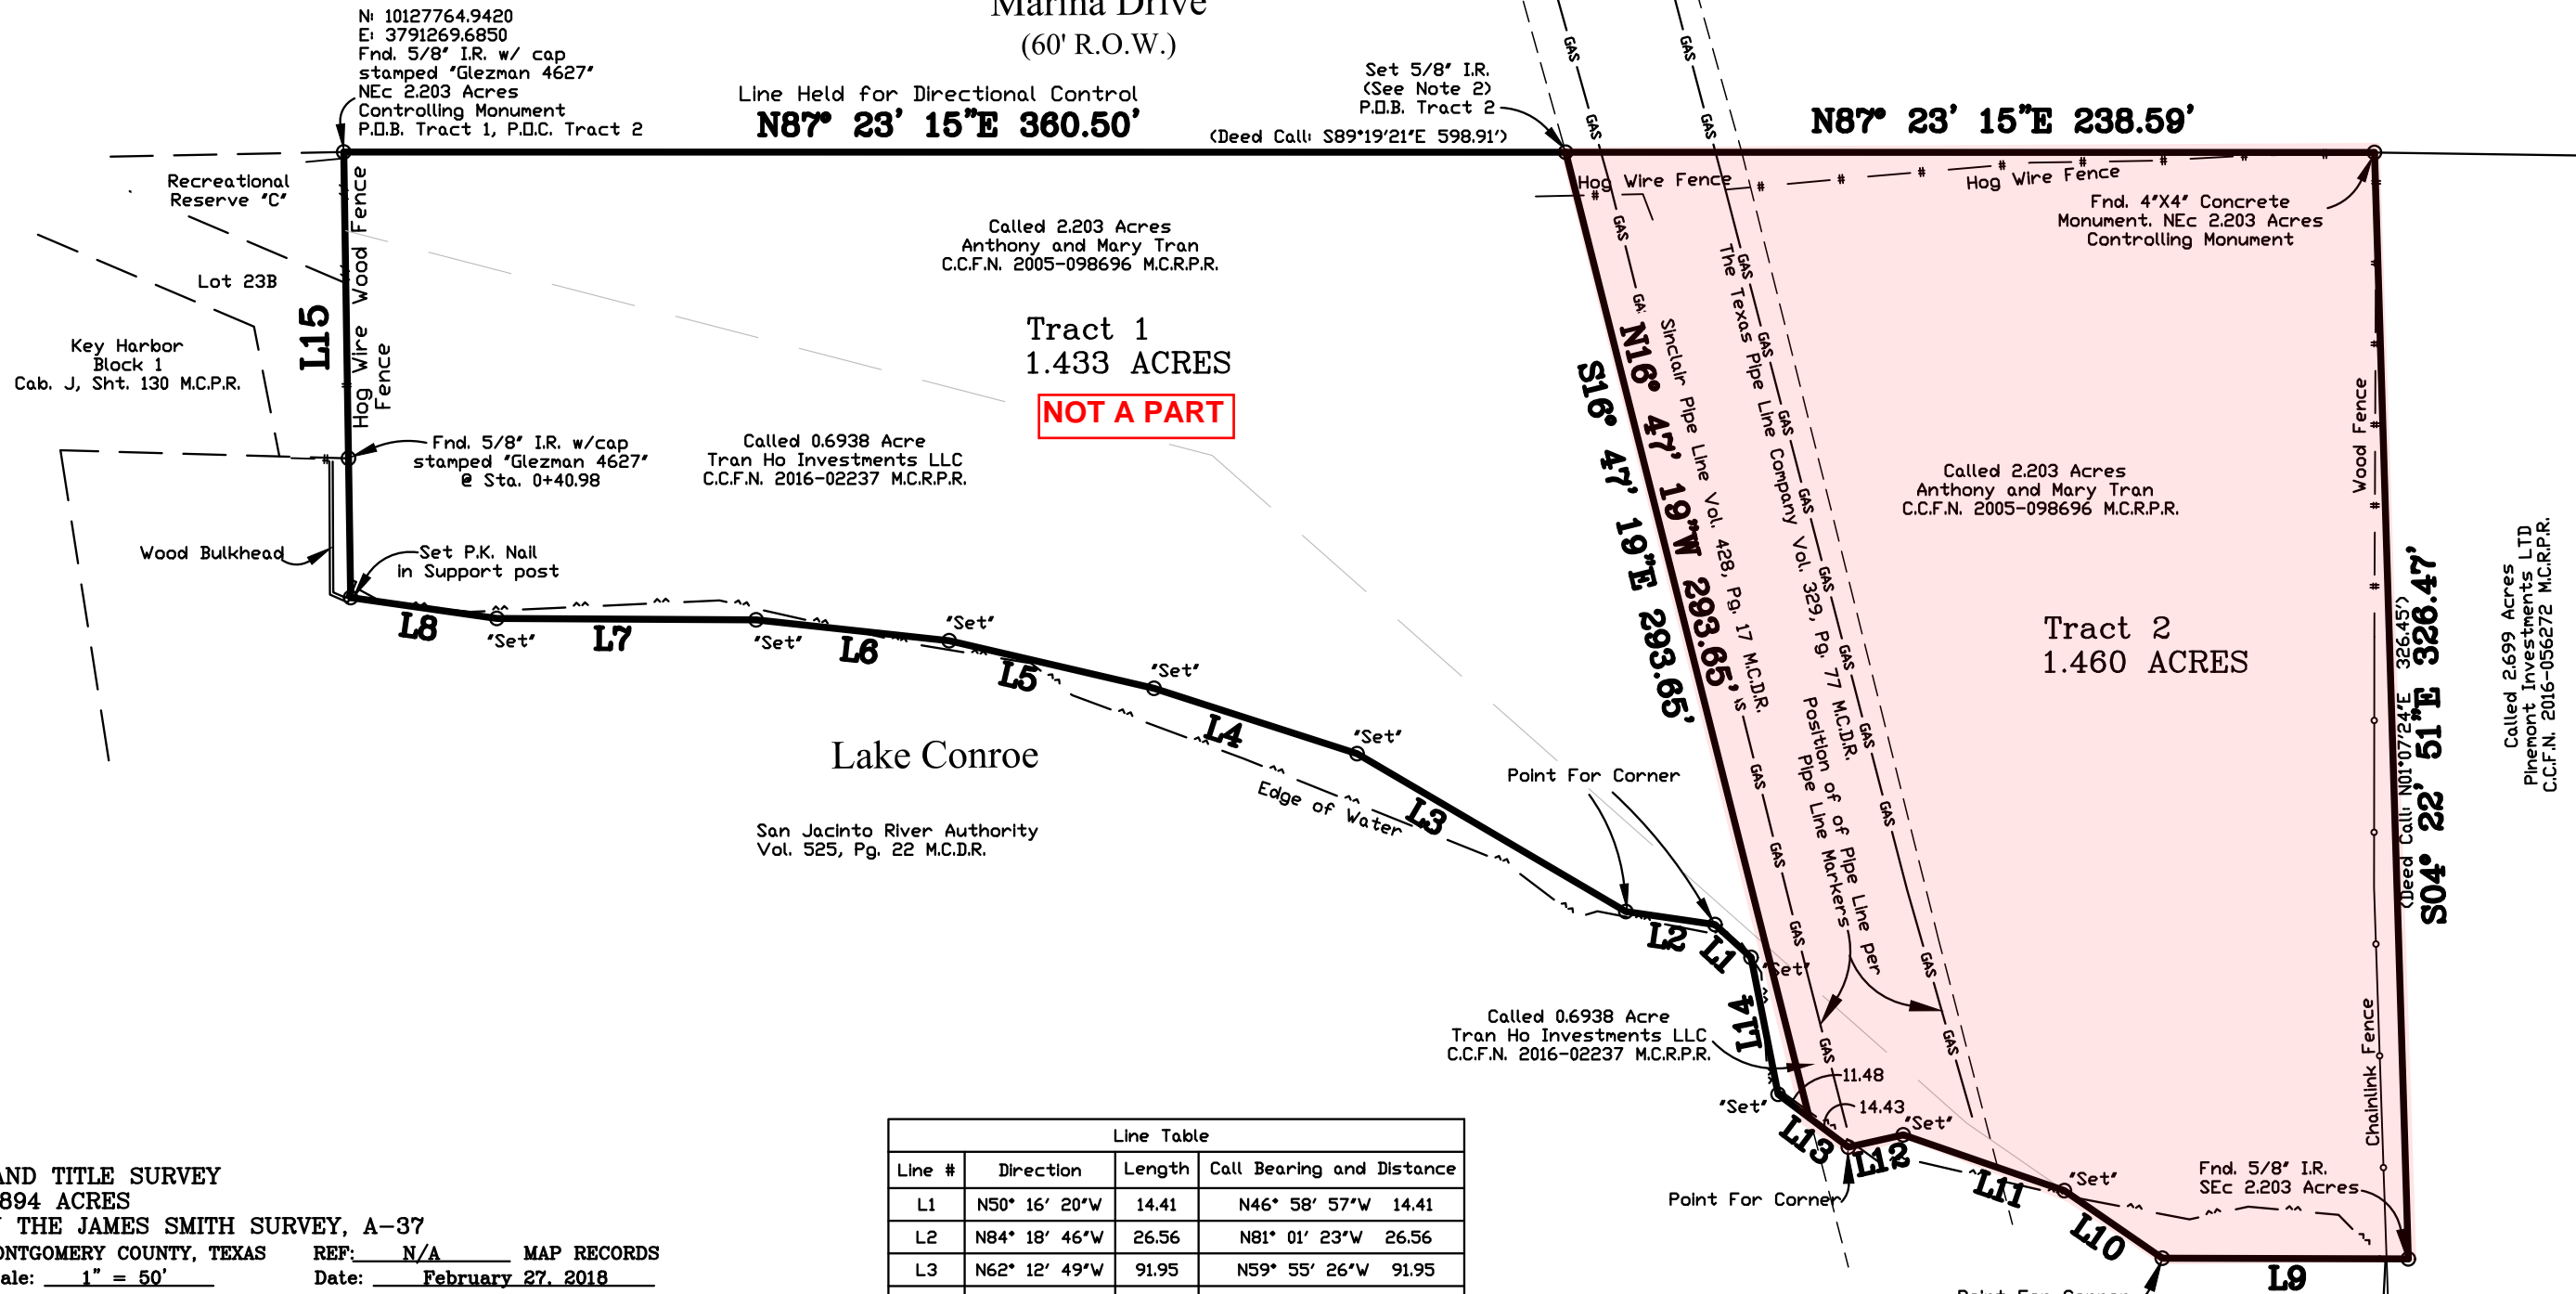 N: 10127764.9420
E: 3791269.6850
Fnd. 5/8" I.R. w/ cap
stamped "Glezman 4627"
NEc 2.203 Acres
Controlling Monument
P.O.B. Tract 1, P.O.C. Tract 2
Marina Drive
(60' R.O.W.)
Line Held for Directional Control
N87° 23' 15"E 360.50'
(Deed Call: S89°19'21"E 598.91')
Set 5/8" I.R.
(See Note 2)
P.O.B. Tract 2
GAS
GAS
GAS
GAS
N87° 23' 15"E 238.59'
Recreational
Reserve "C"
Lot 23B
Key Harbor
Block 1
Cab. J, Sht. 130 M.C.P.R.
L15
Wood Fence
Hog Wire
Fence
Called 2.203 Acres
Anthony and Mary Tran
C.C.F.N. 2005-098696 M.C.R.P.R.
Tract 1
1.433 ACRES
NOT A PART
Hog Wire Fence
Hog Wire Fence
Fnd. 4"X4" Concrete
Monument. NEc 2.203 Acres
Controlling Monument
Fnd. 5/8" I.R. w/cap
stamped "Glezman 4627"
@ Sta. 0+40.98
Called 0.6938 Acre
Tran Ho Investments LLC
C.C.F.N. 2016-02237 M.C.R.P.R.
Wood Bulkhead
Set P.K. Nail
in Support post
S16° 47' 19"E 293.65'
N16° 47' 19"W 293.65'
Sinclair Pipe Line Vol. 428, Pg. 17 M.C.D.R.
The Texas Pipe Line Company Vol. 329, Pg. 77 M.C.D.R.
Position of of Pipe Line per
Pipe Line Markers
Called 2.203 Acres
Anthony and Mary Tran
C.C.F.N. 2005-098696 M.C.R.P.R.
Tract 2
1.460 ACRES
Wood Fence
(Deed Call: N01°07'24"E 326.45')
S04° 22' 51"E 326.47'
Called 2.699 Acres
Pinemont Investments LTD
C.C.F.N. 2016-056272 M.C.R.P.R.
Chainlink Fence
L8
"Set"
L7
"Set"
L6
"Set"
L5
"Set"
L4
"Set"
L3
Lake Conroe
San Jacinto River Authority
Vol. 525, Pg. 22 M.C.D.R.
Edge of Water
Point For Corner
L2
L1
"Set"
L14
Called 0.6938 Acre
Tran Ho Investments LLC
C.C.F.N. 2016-02237 M.C.R.P.R.
11.48
14.43
"Set"
L13
"Set"
L12
L11
"Set"
Point For Corner
L10
L9
Fnd. 5/8" I.R.
SEc 2.203 Acres
Point For Corner
AND TITLE SURVEY
894 ACRES
THE JAMES SMITH SURVEY, A-37
ONTGOMERY COUNTY, TEXAS REF: N/A MAP RECORDS
ale: 1" = 50' Date: February 27, 2018
Line Table
Line # Direction Length Call Bearing and Distance
L1 N50° 16' 20"W 14.41 N46° 58' 57"W 14.41
L2 N84° 18' 46"W 26.56 N81° 01' 23"W 26.56
L3 N62° 12' 49"W 91.95 N59° 55' 26"W 91.95